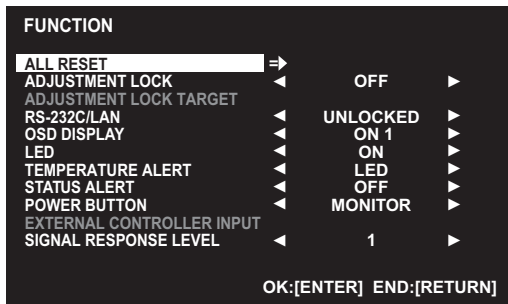 FUNCTION
ALL RESET
ADJUSTMENT LOCK OFF
ADJUSTMENT LOCK TARGET
RS-232C/LAN UNLOCKED
OSD DISPLAY ON 1
LED ON
TEMPERATURE ALERT LED
STATUS ALERT OFF
POWER BUTTON MONITOR
EXTERNAL CONTROLLER INPUT
SIGNAL RESPONSE LEVEL 1
OK:[ENTER] END:[RETURN]